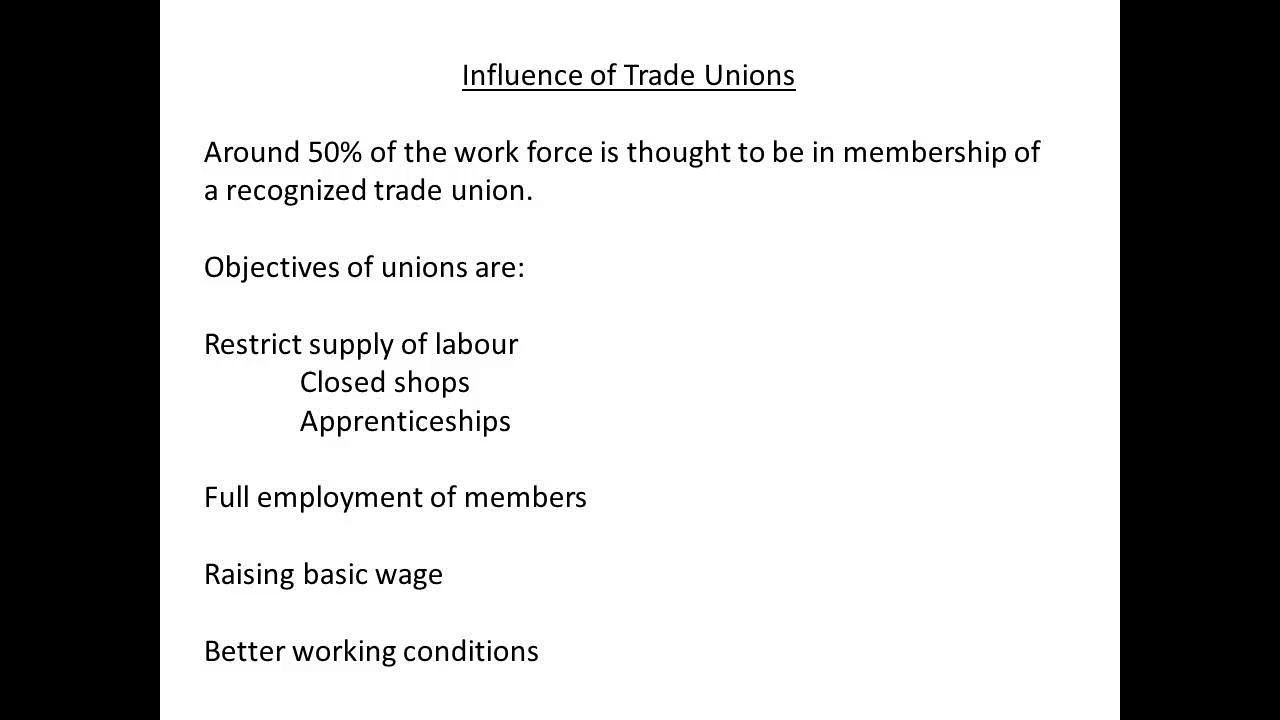 Influence of Trade Unions
Around 50% of the work force is thought to be in membership of
a recognized trade union.
Objectives of unions are:
Restrict supply of labour
Closed shops
Apprenticeships
Full employment of members
Raising basic wage
Better working conditions